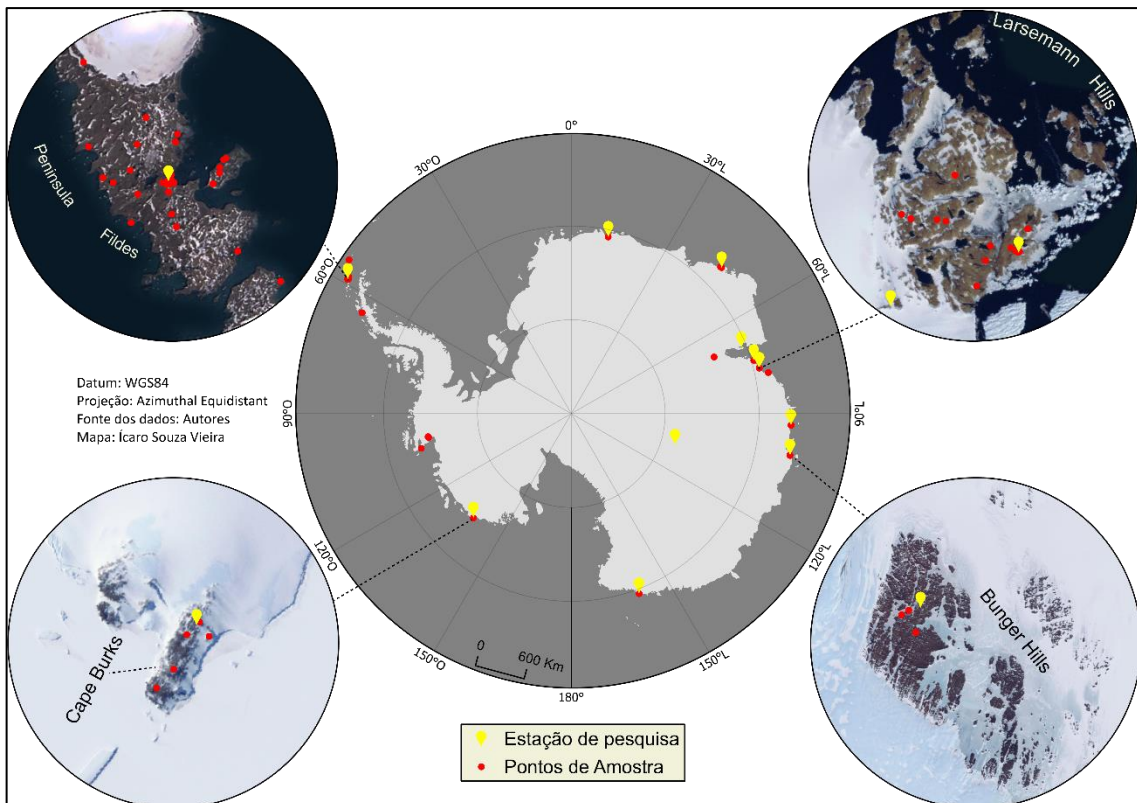 Península
Fildes
Larsemann
Hills
0°
30°O
30°L
60°O
60°L
90°O
90°L
120°O
120°L
150°O
150°L
180°
Datum: WGS84
Projeção: Azimuthal Equidistant
Fonte dos dados: Autores
Mapa: Ícaro Souza Vieira
0
600 Km
Cape Burks
Bunger Hills
Estação de pesquisa
Pontos de Amostra